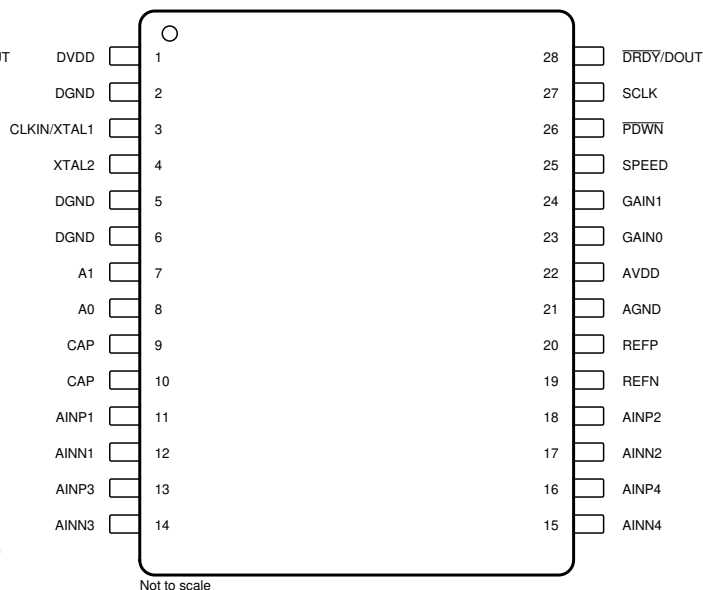 UT DVDD 1 28 DRDY/DOUT
DGND 2 27 SCLK
CLKIN/XTAL1 3 26 PDWN
XTAL2 4 25 SPEED
DGND 5 24 GAIN1
DGND 6 23 GAIN0
A1 7 22 AVDD
A0 8 21 AGND
CAP 9 20 REFP
CAP 10 19 REFN
AINP1 11 18 AINP2
AINN1 12 17 AINN2
AINP3 13 16 AINP4
AINN3 14 15 AINN4
Not to scale